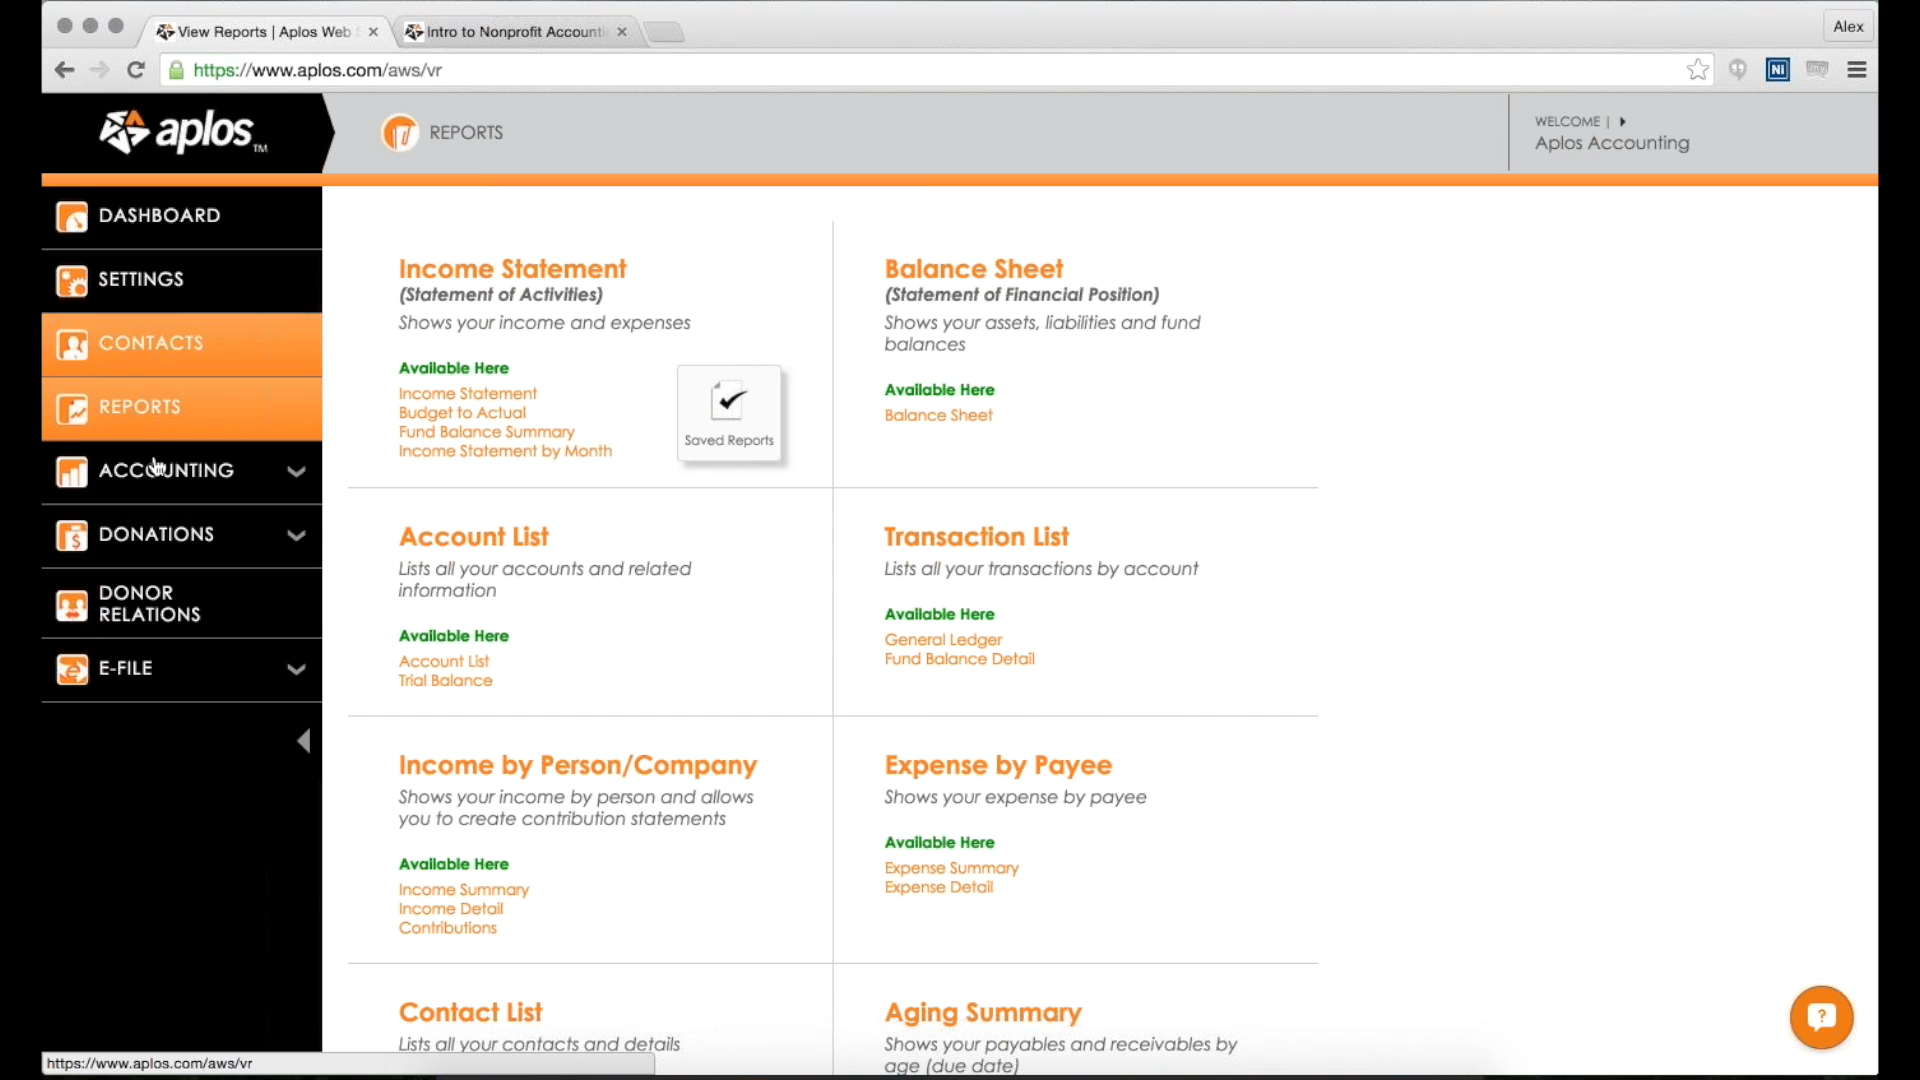 View Reports | Aplos Web S
Intro to Nonprofit Accounti
Alex
https://www.aplos.com/aws/vr
Ni
my
aplos™
REPORTS
WELCOME |
Aplos Accounting
DASHBOARD
SETTINGS
CONTACTS
REPORTS
ACCOUNTING
DONATIONS
DONOR
RELATIONS
E-FILE
Income Statement
(Statement of Activities)
Shows your income and expenses
Available Here
Income Statement
Budget to Actual
Fund Balance Summary
Income Statement by Month
Saved Reports
Balance Sheet
(Statement of Financial Position)
Shows your assets, liabilities and fund
balances
Available Here
Balance Sheet
Account List
Lists all your accounts and related
information
Available Here
Account List
Trial Balance
Transaction List
Lists all your transactions by account
Available Here
General Ledger
Fund Balance Detail
Income by Person/Company
Shows your income by person and allows
you to create contribution statements
Available Here
Income Summary
Income Detail
Contributions
Expense by Payee
Shows your expense by payee
Available Here
Expense Summary
Expense Detail
Contact List
Lists all your contacts and details
Aging Summary
Shows your payables and receivables by
age (due date)
?
https://www.aplos.com/aws/vr